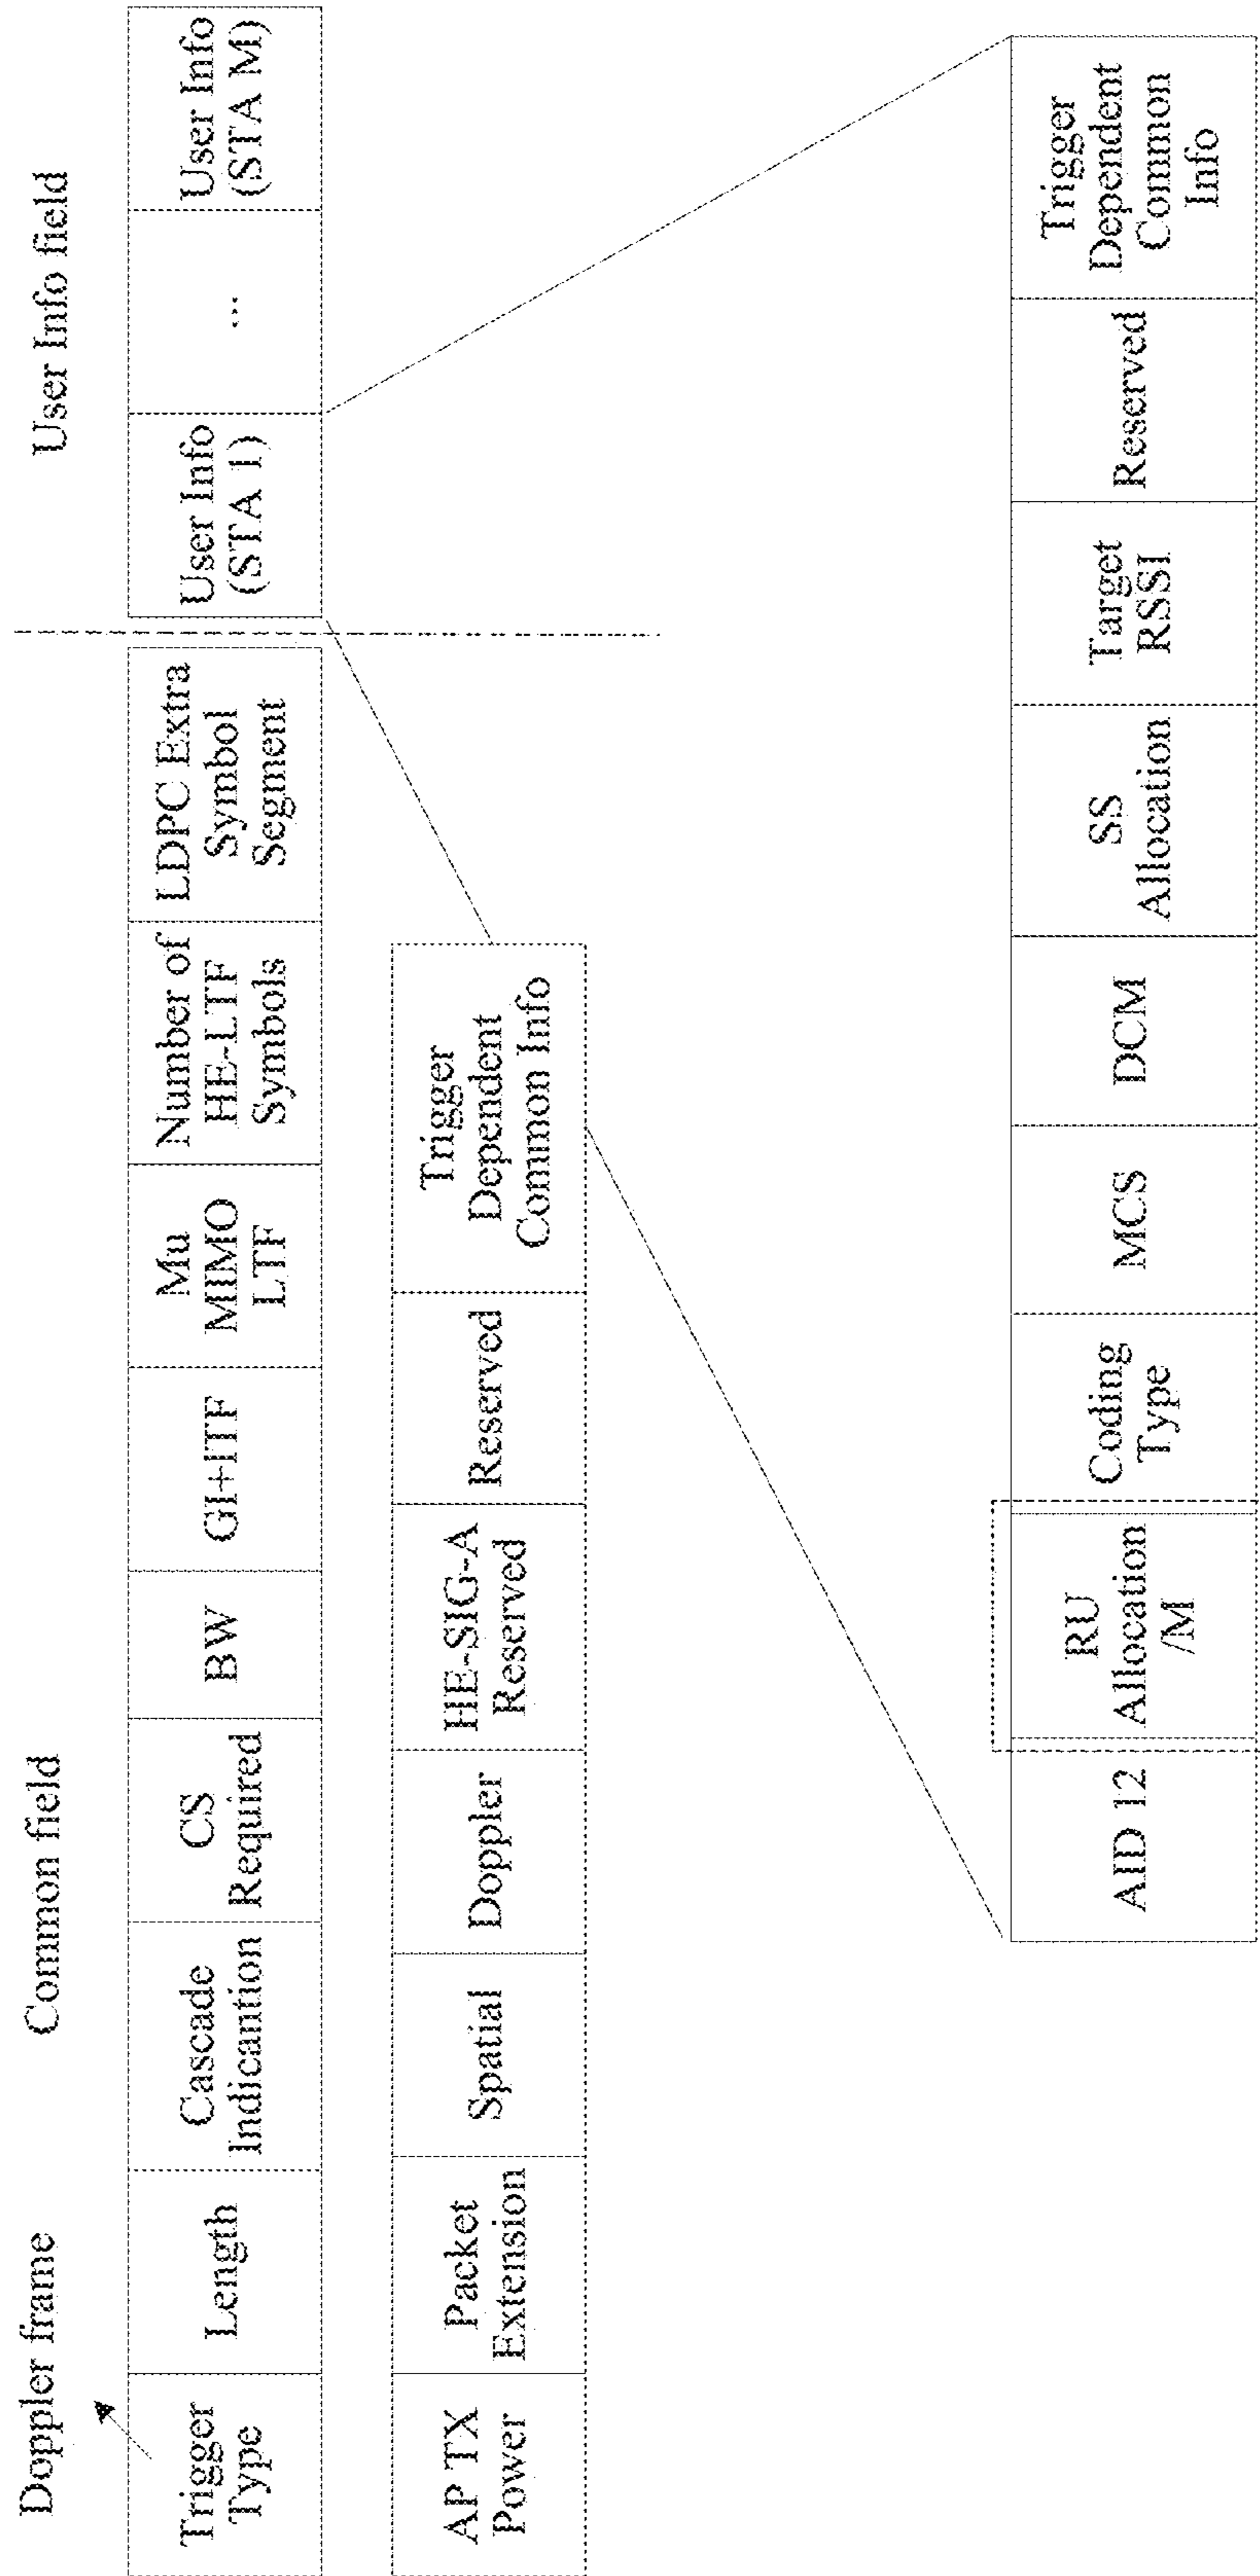 Doppler frame
Common field
User Info field
Trigger
Type
Length
Cascade
Indicantion
CS
Required
BW
GI+ITF
Mu
MIMO
LTF
Number of
HE-LTF
Symbols
LDPC Extra
Symbol
Segment
User Info
(STA 1)
...
User Info
(STA M)
AP TX
Power
Packet
Extension
Spatial
Doppler
HE-SIG-A
Reserved
Reserved
Trigger
Dependent
Common Info
AID 12
RU
Allocation
/M
Coding
Type
MCS
DCM
SS
Allocation
Target
RSSI
Reserved
Trigger
Dependent
Common
Info